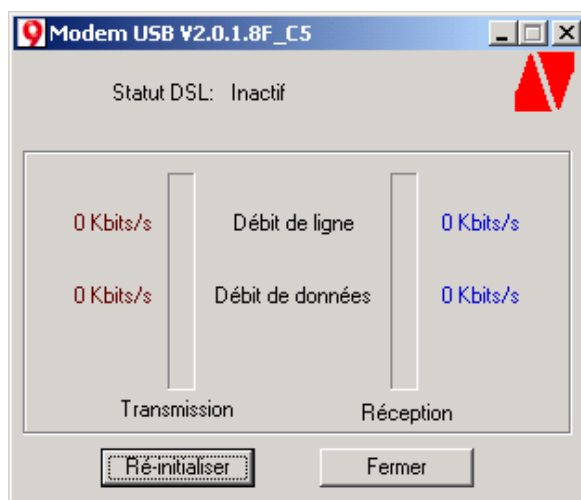 Modem USB V2.0.1.8F_C5
Statut DSL: Inactif
0 Kbits/s Débit de ligne 0 Kbits/s
0 Kbits/s Débit de données 0 Kbits/s
Transmission Réception
Ré-initialiser Fermer